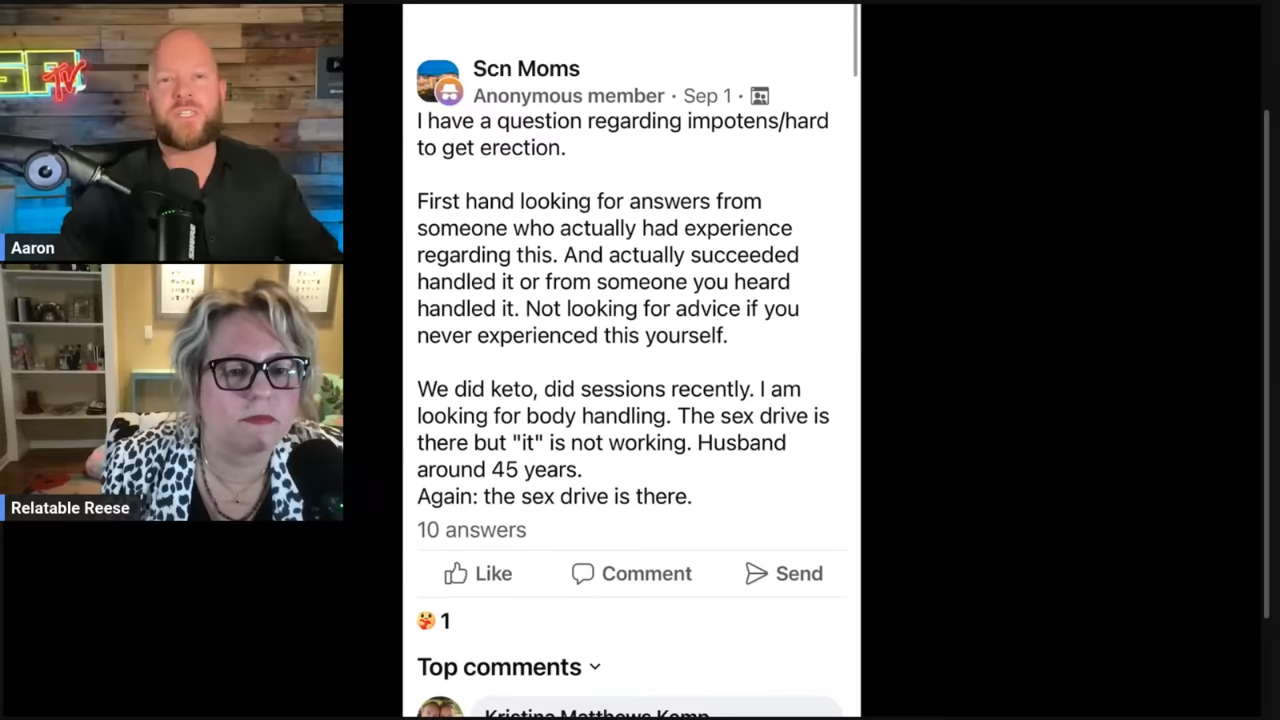 TV
Aaron
Relatable Reese
Scn Moms
Anonymous member · Sep 1 ·
I have a question regarding impotens/hard
to get erection.
First hand looking for answers from
someone who actually had experience
regarding this. And actually succeeded
handled it or from someone you heard
handled it. Not looking for advice if you
never experienced this yourself.
We did keto, did sessions recently. I am
looking for body handling. The sex drive is
there but "it" is not working. Husband
around 45 years.
Again: the sex drive is there.
10 answers
Like
Comment
Send
1
Top comments
Kristina Matthews Kemp